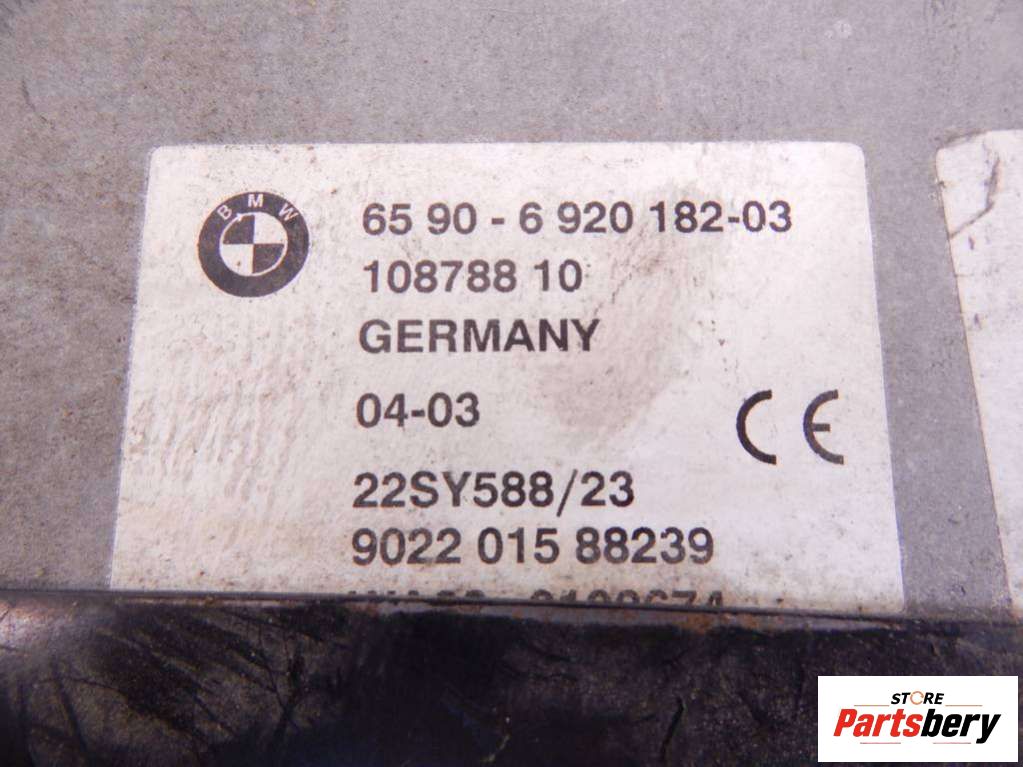 BMW
65 90 - 6 920 182-03
108788 10
GERMANY
04-03
CE
22SY588/23
9022 015 88239
STORE
Partsbery